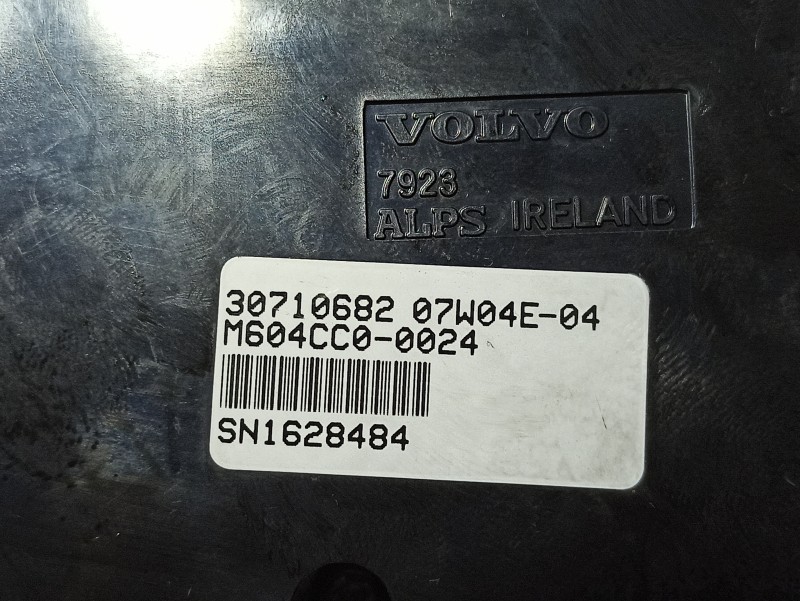 VOLVO
7923
ALPS IRELAND
30710682 07W04E-04
M604CC0-0024
SN1628484